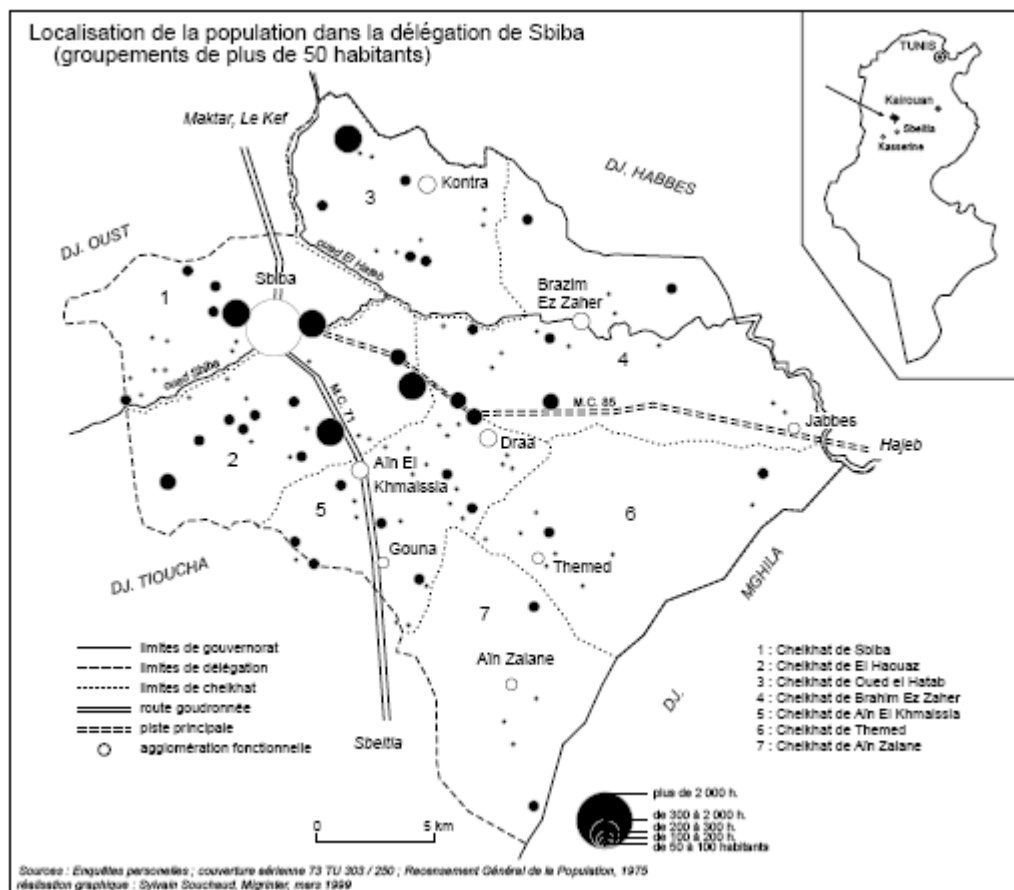 Localisation de la population dans la délégation de Sbiba
(groupements de plus de 50 habitants)
TUNIS
Kairouan
Sbeitla
Kasserine
Maktar, Le Kef
DJ. HABBES
3
Kontra
DJ. OUST
oued El Hateb
Sbiba
1
Brazim
Ez Zaher
4
oued Sbiba
M.C. 71
M.C. 85
Jabbes
Hajeb
Draa
2
Aïn El
Khmaissia
5
6
Gouna
Themed
DJ. TIOUCHA
MGHILA
7
Aïn Zalane
DJ.
Sbeitla
limites de gouvernorat
limites de délégation
limites de cheikhat
route goudronnée
piste principale
agglomération fonctionnelle
1 : Cheikhat de Sbiba
2 : Cheikhat de El Haouaz
3 : Cheikhat de Oued el Hatab
4 : Cheikhat de Brahim Ez Zaher
5 : Cheikhat de Aïn El Khmaissia
6 : Cheikhat de Themed
7 : Cheikhat de Aïn Zalane
0 5 km
plus de 2 000 h.
de 300 à 2 000 h.
de 200 à 300 h.
de 100 à 200 h.
de 50 à 100 habitants
Sources : Enquêtes personelles ; couverture aérienne 73 TU 303 / 250 ; Recensement Général de la Population, 1975
réalisation graphique : Sylvain Souchaud, Migrinter, mars 1999